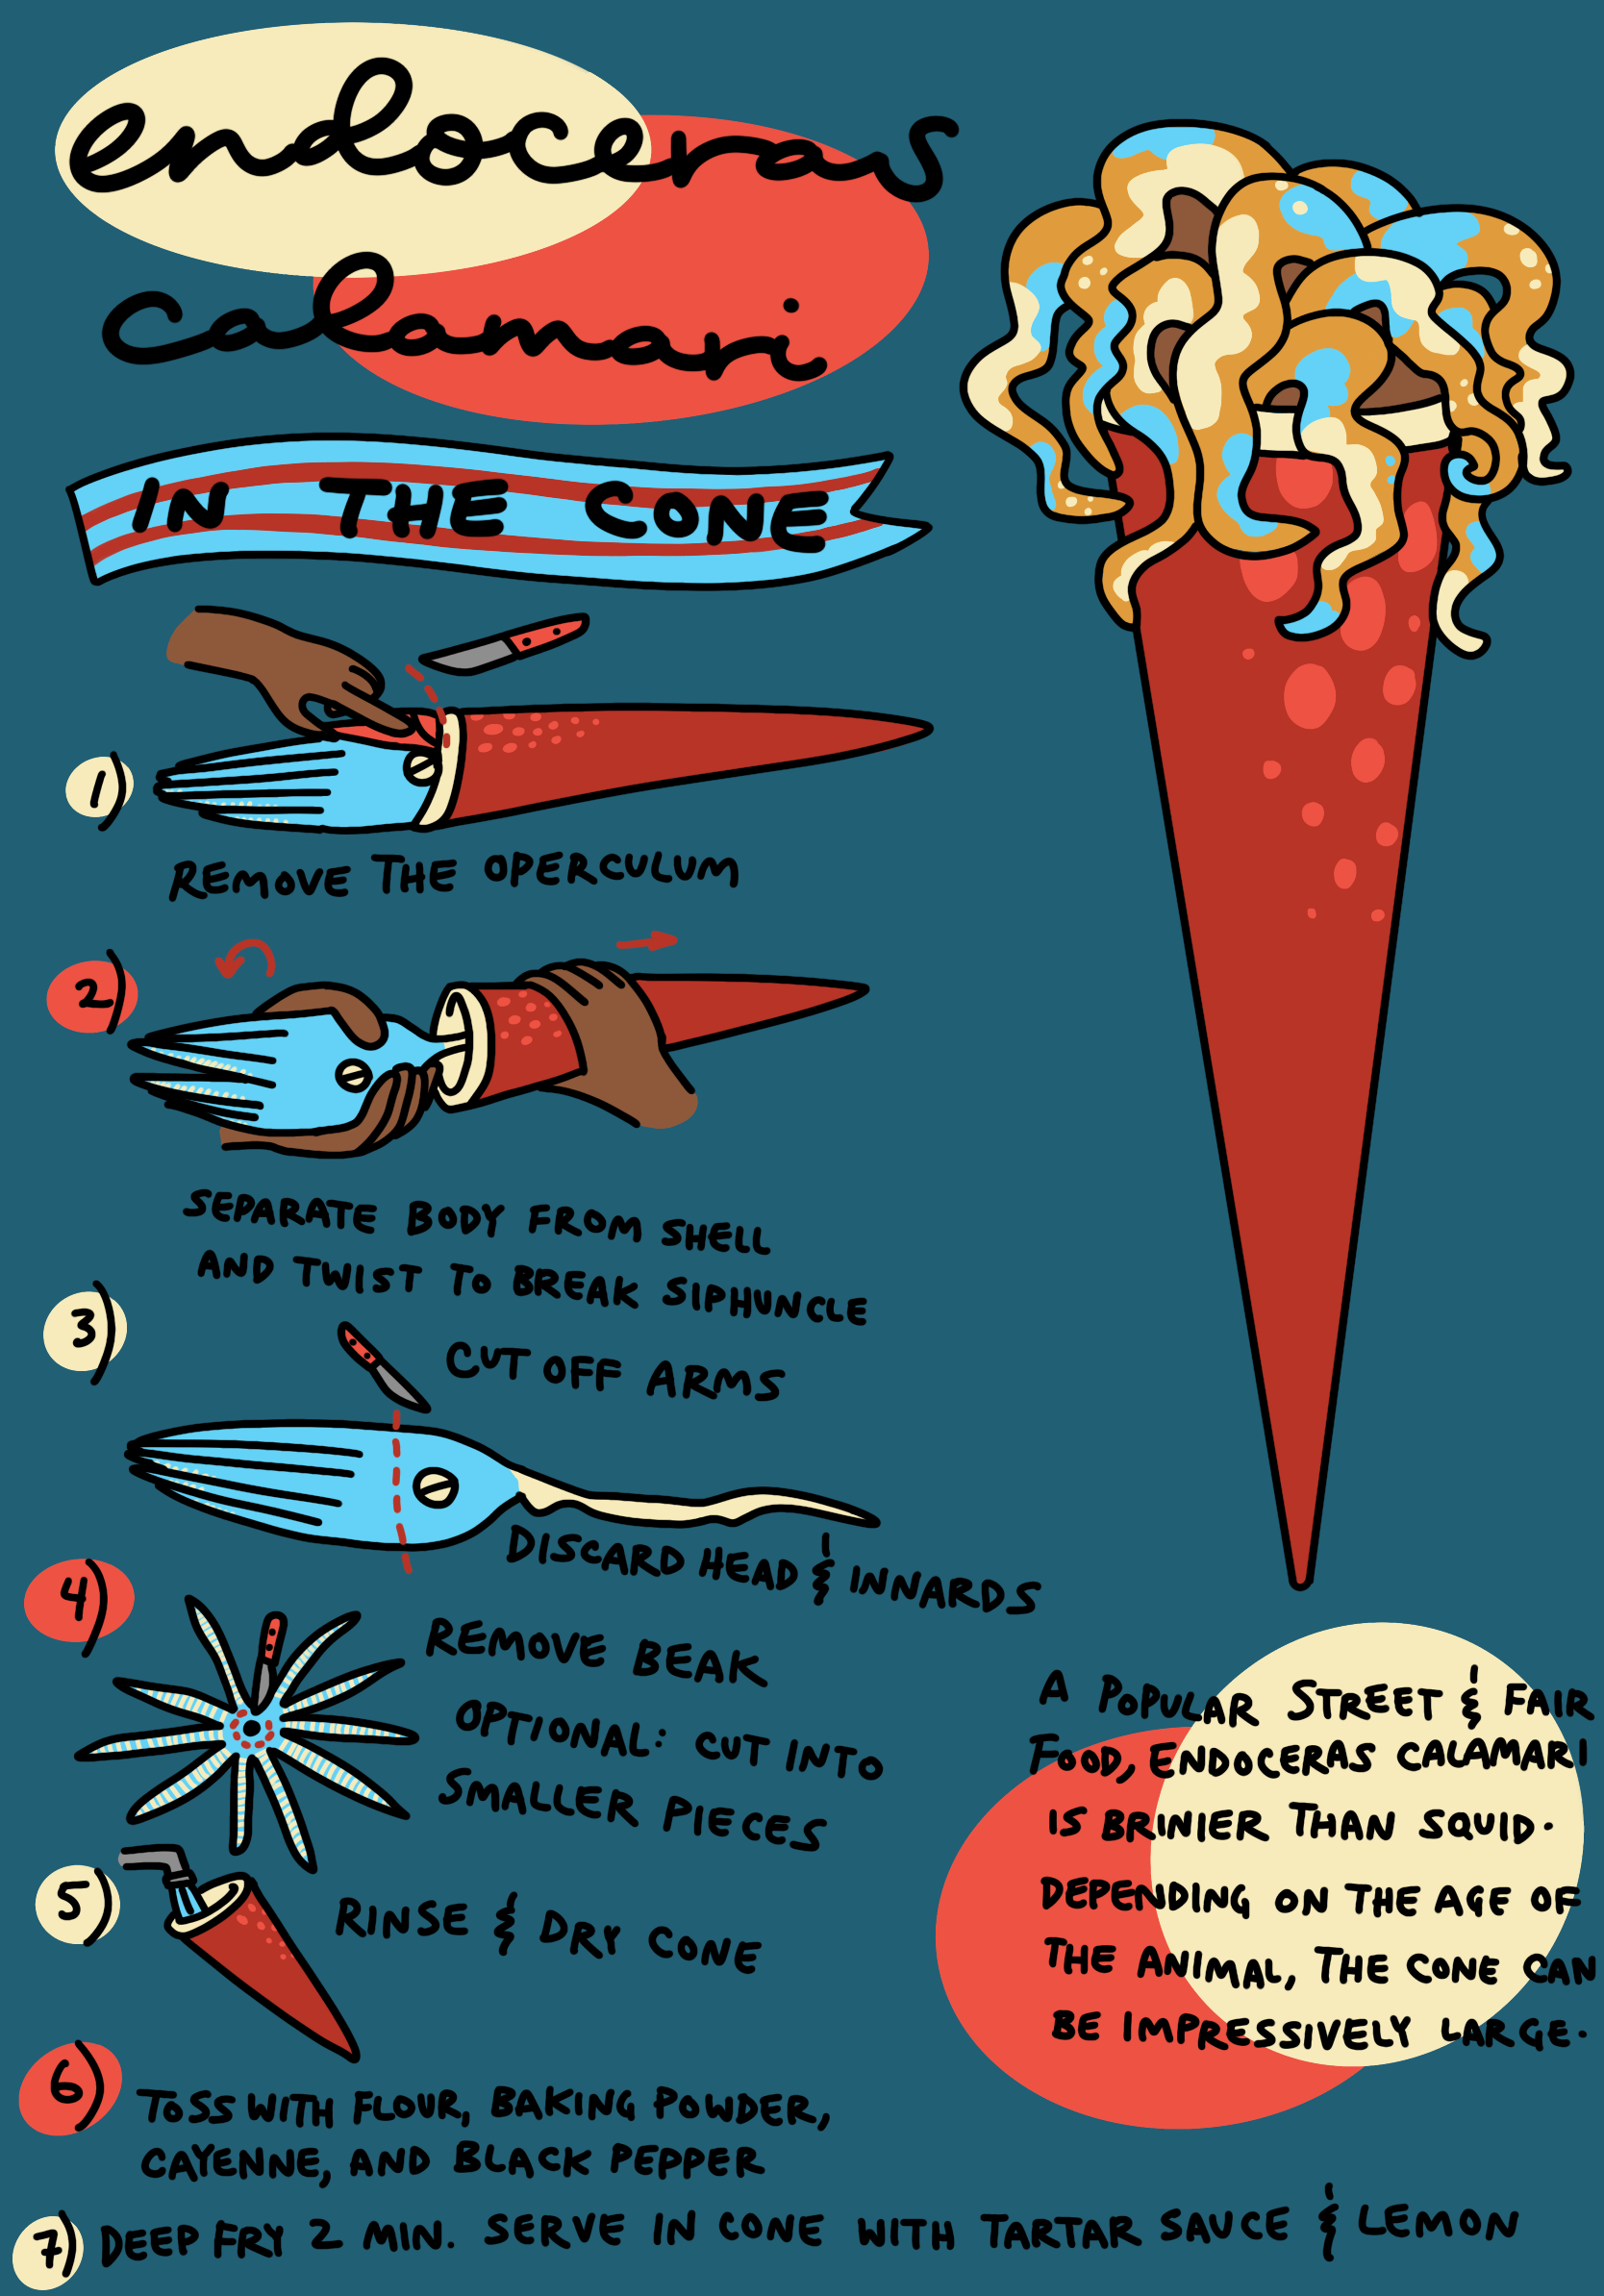 endoceras
calamari
IN THE CONE
1)
REMOVE THE OPERCULUM
2)
SEPARATE BODY FROM SHELL
AND TWIST TO BREAK SIPHUNCLE
3)
CUT OFF ARMS
DISCARD HEAD & INNARDS
4)
REMOVE BEAK
OPTIONAL: CUT INTO
SMALLER PIECES
5)
RINSE & DRY CONE
6)
TOSS WITH FLOUR, BAKING POWDER,
CAYENNE, AND BLACK PEPPER
7) DEEP FRY 2 MIN. SERVE IN CONE WITH TARTAR SAUCE & LEMON
A POPULAR STREET & FAIR
FOOD, ENDOCERAS CALAMARI
IS BRINIER THAN SQUID.
DEPENDING ON THE AGE OF
THE ANIMAL, THE CONE CAN
BE IMPRESSIVELY LARGE.